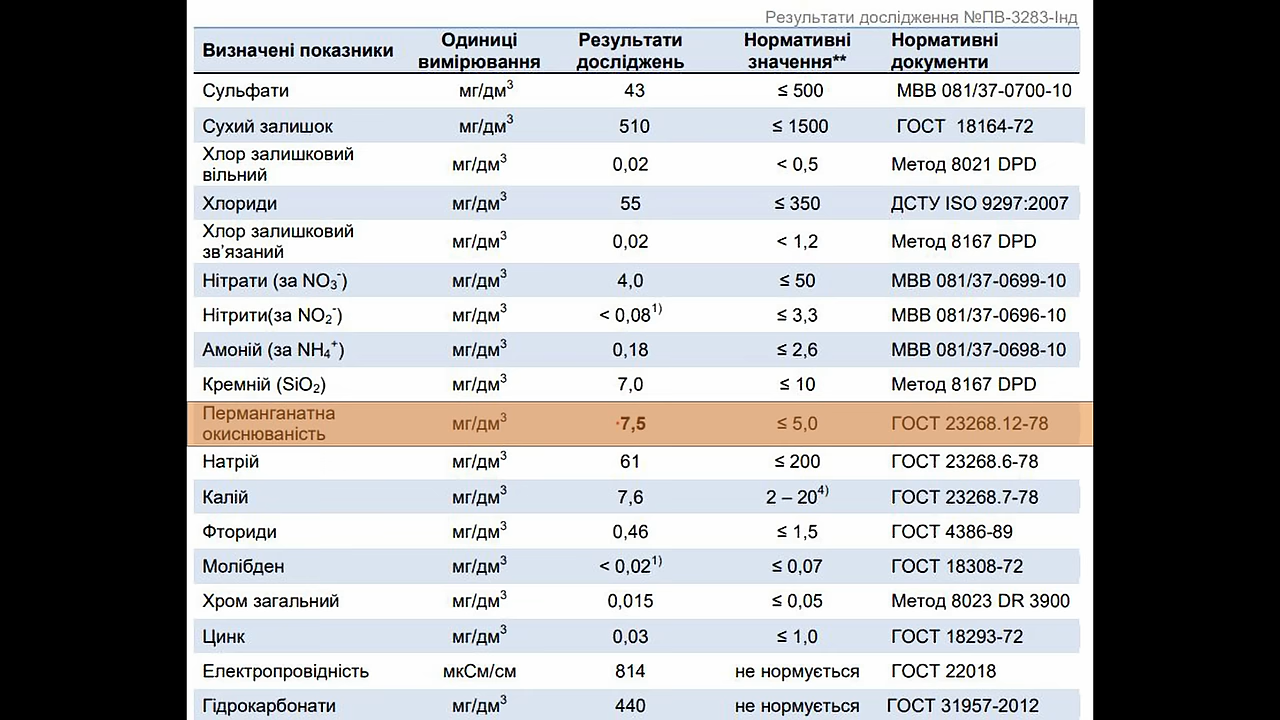 Результати дослідження №ПВ-3283-Інд
Визначені показники Одиниці вимірювання Результати досліджень Нормативні значення** Нормативні документи
Сульфати мг/дм³ 43 ≤ 500 МВВ 081/37-0700-10
Сухий залишок мг/дм³ 510 ≤ 1500 ГОСТ 18164-72
Хлор залишковий вільний мг/дм³ 0,02 < 0,5 Метод 8021 DPD
Хлориди мг/дм³ 55 ≤ 350 ДСТУ ISO 9297:2007
Хлор залишковий зв’язаний мг/дм³ 0,02 < 1,2 Метод 8167 DPD
Нітрати (за NO₃⁻) мг/дм³ 4,0 ≤ 50 МВВ 081/37-0699-10
Нітрити(за NO₂⁻) мг/дм³ < 0,08¹⁾ ≤ 3,3 МВВ 081/37-0696-10
Амоній (за NH₄⁺) мг/дм³ 0,18 ≤ 2,6 МВВ 081/37-0698-10
Кремній (SiO₂) мг/дм³ 7,0 ≤ 10 Метод 8167 DPD
Перманганатна окиснюваність мг/дм³ ·7,5 ≤ 5,0 ГОСТ 23268.12-78
Натрій мг/дм³ 61 ≤ 200 ГОСТ 23268.6-78
Калій мг/дм³ 7,6 2 – 20⁴⁾ ГОСТ 23268.7-78
Фториди мг/дм³ 0,46 ≤ 1,5 ГОСТ 4386-89
Молібден мг/дм³ < 0,02¹⁾ ≤ 0,07 ГОСТ 18308-72
Хром загальний мг/дм³ 0,015 ≤ 0,05 Метод 8023 DR 3900
Цинк мг/дм³ 0,03 ≤ 1,0 ГОСТ 18293-72
Електропровідність мкСм/см 814 не нормується ГОСТ 22018
Гідрокарбонати мг/дм³ 440 не нормується ГОСТ 31957-2012